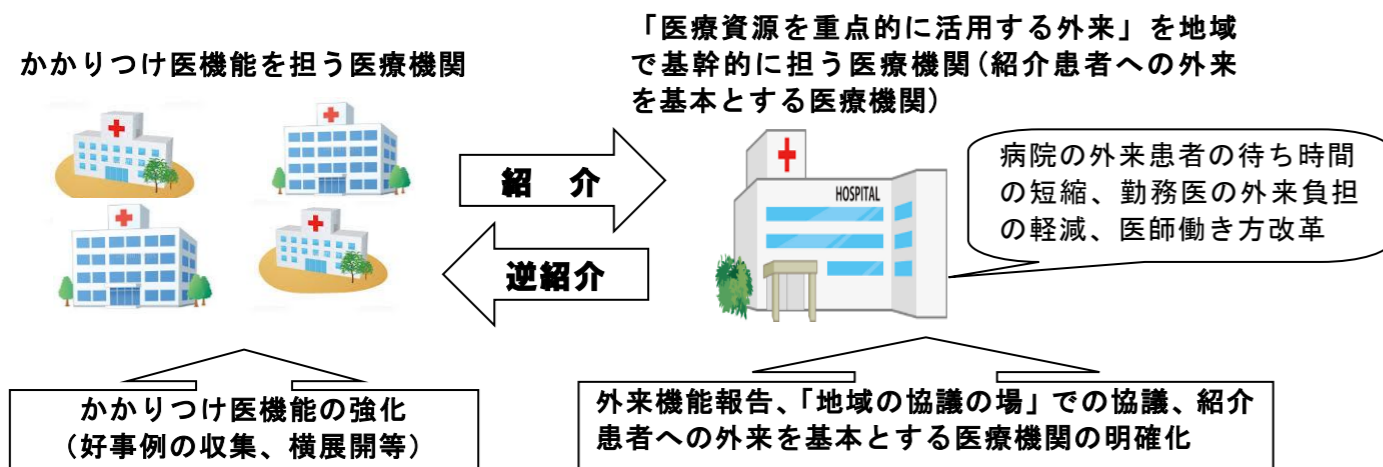 かかりつけ医機能を担う医療機関
「医療資源を重点的に活用する外来」を地域
で基幹的に担う医療機関(紹介患者への外来
を基本とする医療機関)
紹 介
逆紹介
HOSPITAL
病院の外来患者の待ち時間
の短縮、勤務医の外来負担
の軽減、医師働き方改革
かかりつけ医機能の強化
(好事例の収集、横展開等)
外来機能報告、「地域の協議の場」での協議、紹介
患者への外来を基本とする医療機関の明確化